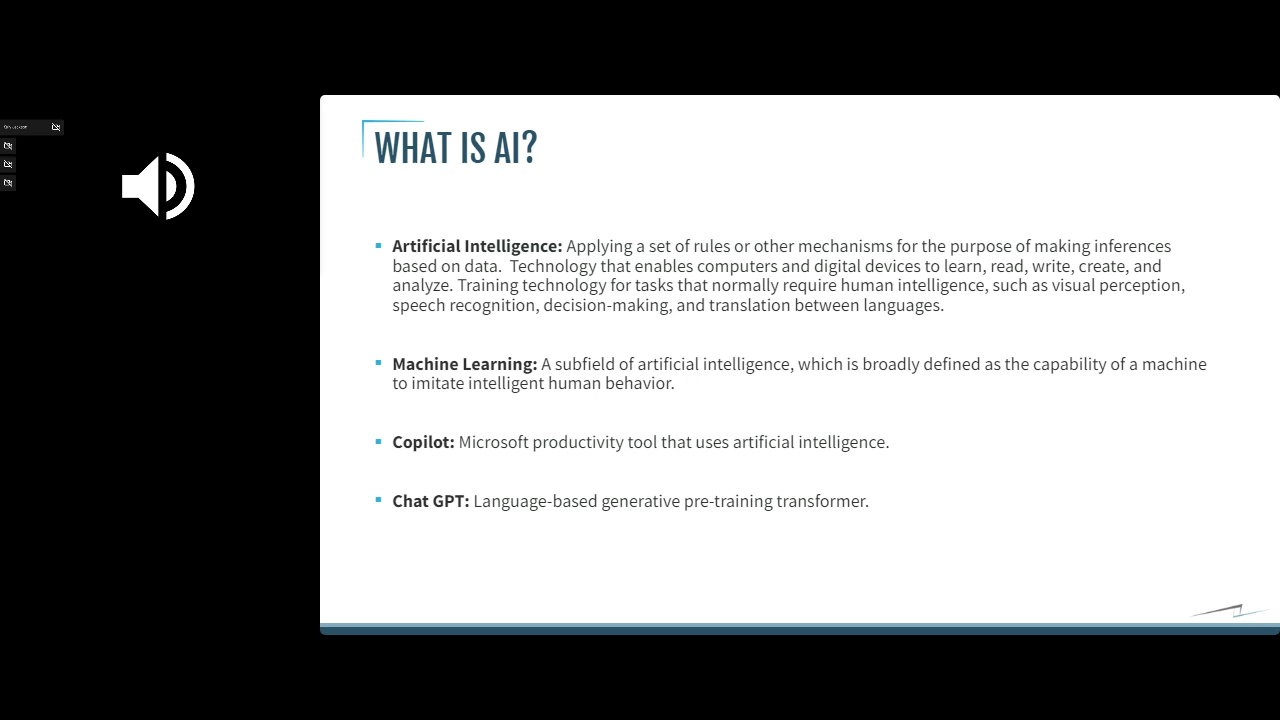 WHAT IS AI?
Artificial Intelligence: Applying a set of rules or other mechanisms for the purpose of making inferences
based on data.  Technology that enables computers and digital devices to learn, read, write, create, and
analyze. Training technology for tasks that normally require human intelligence, such as visual perception,
speech recognition, decision-making, and translation between languages.
Machine Learning: A subfield of artificial intelligence, which is broadly defined as the capability of a machine
to imitate intelligent human behavior.
Copilot: Microsoft productivity tool that uses artificial intelligence.
Chat GPT: Language-based generative pre-training transformer.